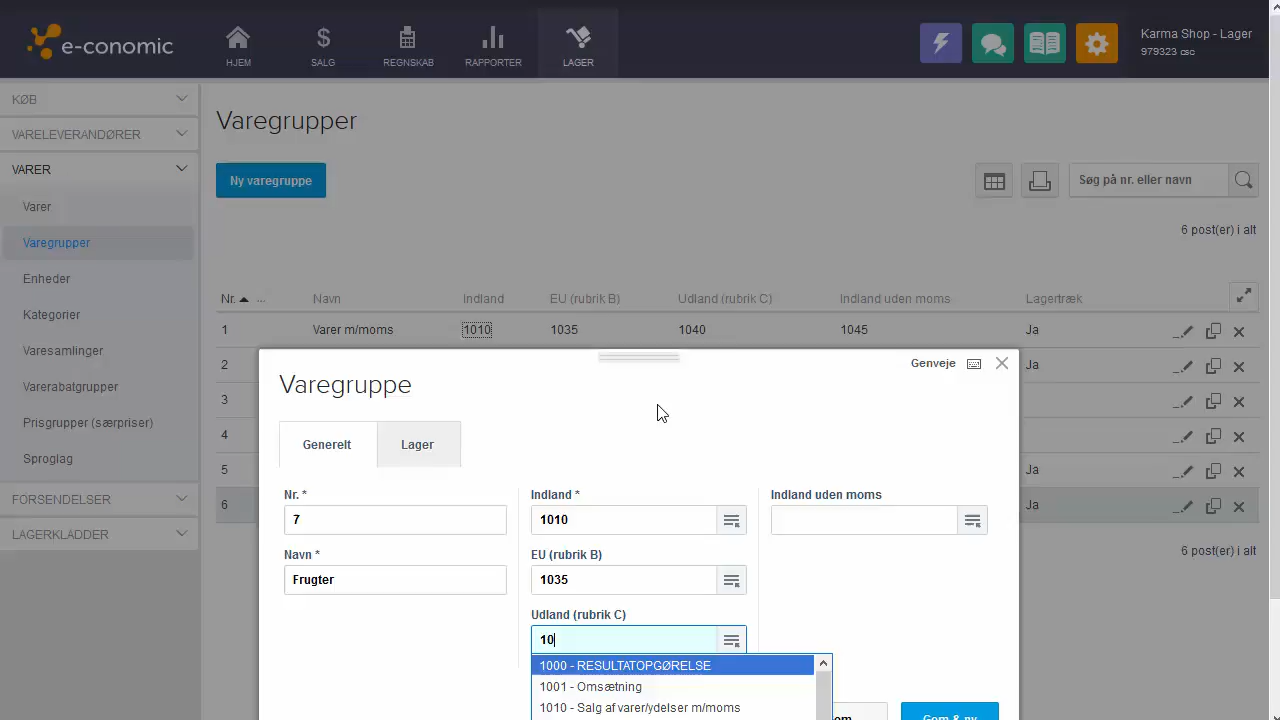 e-conomic
HJEM
SALG
REGNSKAB
RAPPORTER
LAGER
Karma Shop - Lager
979323 csc
KØB
VARELEVERANDØRER
VARER
Varer
Varegrupper
Enheder
Kategorier
Varesamlinger
Varerabatgrupper
Prisgrupper (særpriser)
Sproglag
FORSENDELSER
LAGERKLADDER
Varegrupper
Ny varegruppe
Søg på nr. eller navn
6 post(er) i alt
Nr. ... Navn Indland EU (rubrik B) Udland (rubrik C) Indland uden moms Lagertræk
1 Varer m/moms 1010 1035 1040 1045 Ja
2 Ja
3
4
5 Ja
6 Ja
6 post(er) i alt
Genveje
Varegruppe
Generelt
Lager
Nr. *
7
Navn *
Frugter
Indland *
1010
EU (rubrik B)
1035
Udland (rubrik C)
10
1000 - RESULTATOPGØRELSE
1001 - Omsætning
1010 - Salg af varer/ydelser m/moms
Indland uden moms
Gem & ny